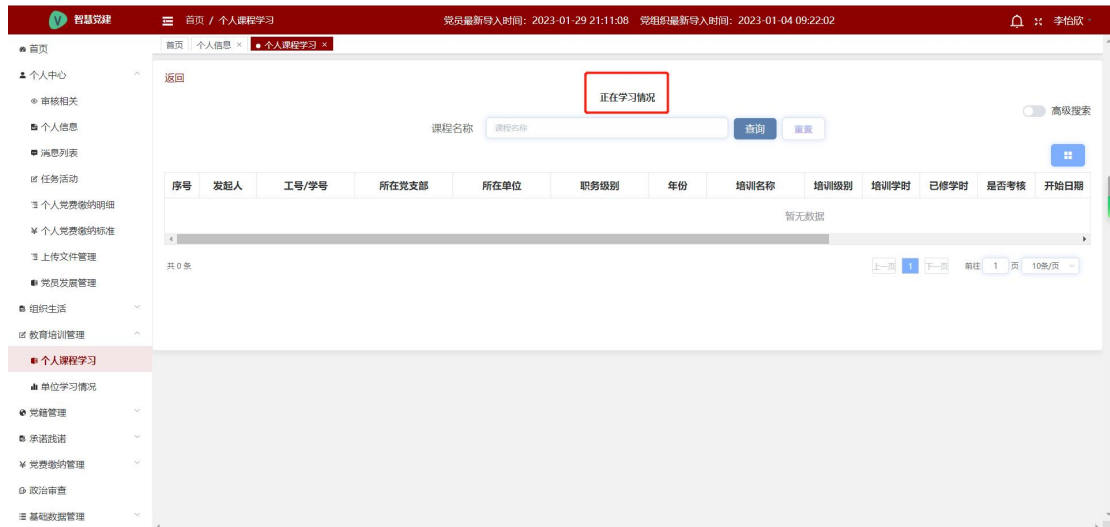 智慧党建
首页 / 个人课程学习
党员最新导入时间：2023-01-29 21:11:08 党组织最新导入时间：2023-01-04 09:22:02
李怡欣
首页 个人信息 × 个人课程学习 ×
首页
个人中心
审核相关
个人信息
消息列表
任务活动
个人党费缴纳明细
¥ 个人党费缴纳标准
上传文件管理
党员发展管理
组织生活
教育培训管理
个人课程学习
单位学习情况
党籍管理
承诺践诺
¥ 党费缴纳管理
政治审查
基础数据管理
返回
正在学习情况
高级搜索
课程名称 课程名称 查询 重置
序号 发起人 工号/学号 所在党支部 所在单位 职务级别 年份 培训名称 培训级别 培训学时 已修学时 是否考核 开始日期
暂无数据
共 0 条 上一页 1 下一页 前往 1 页 10条/页